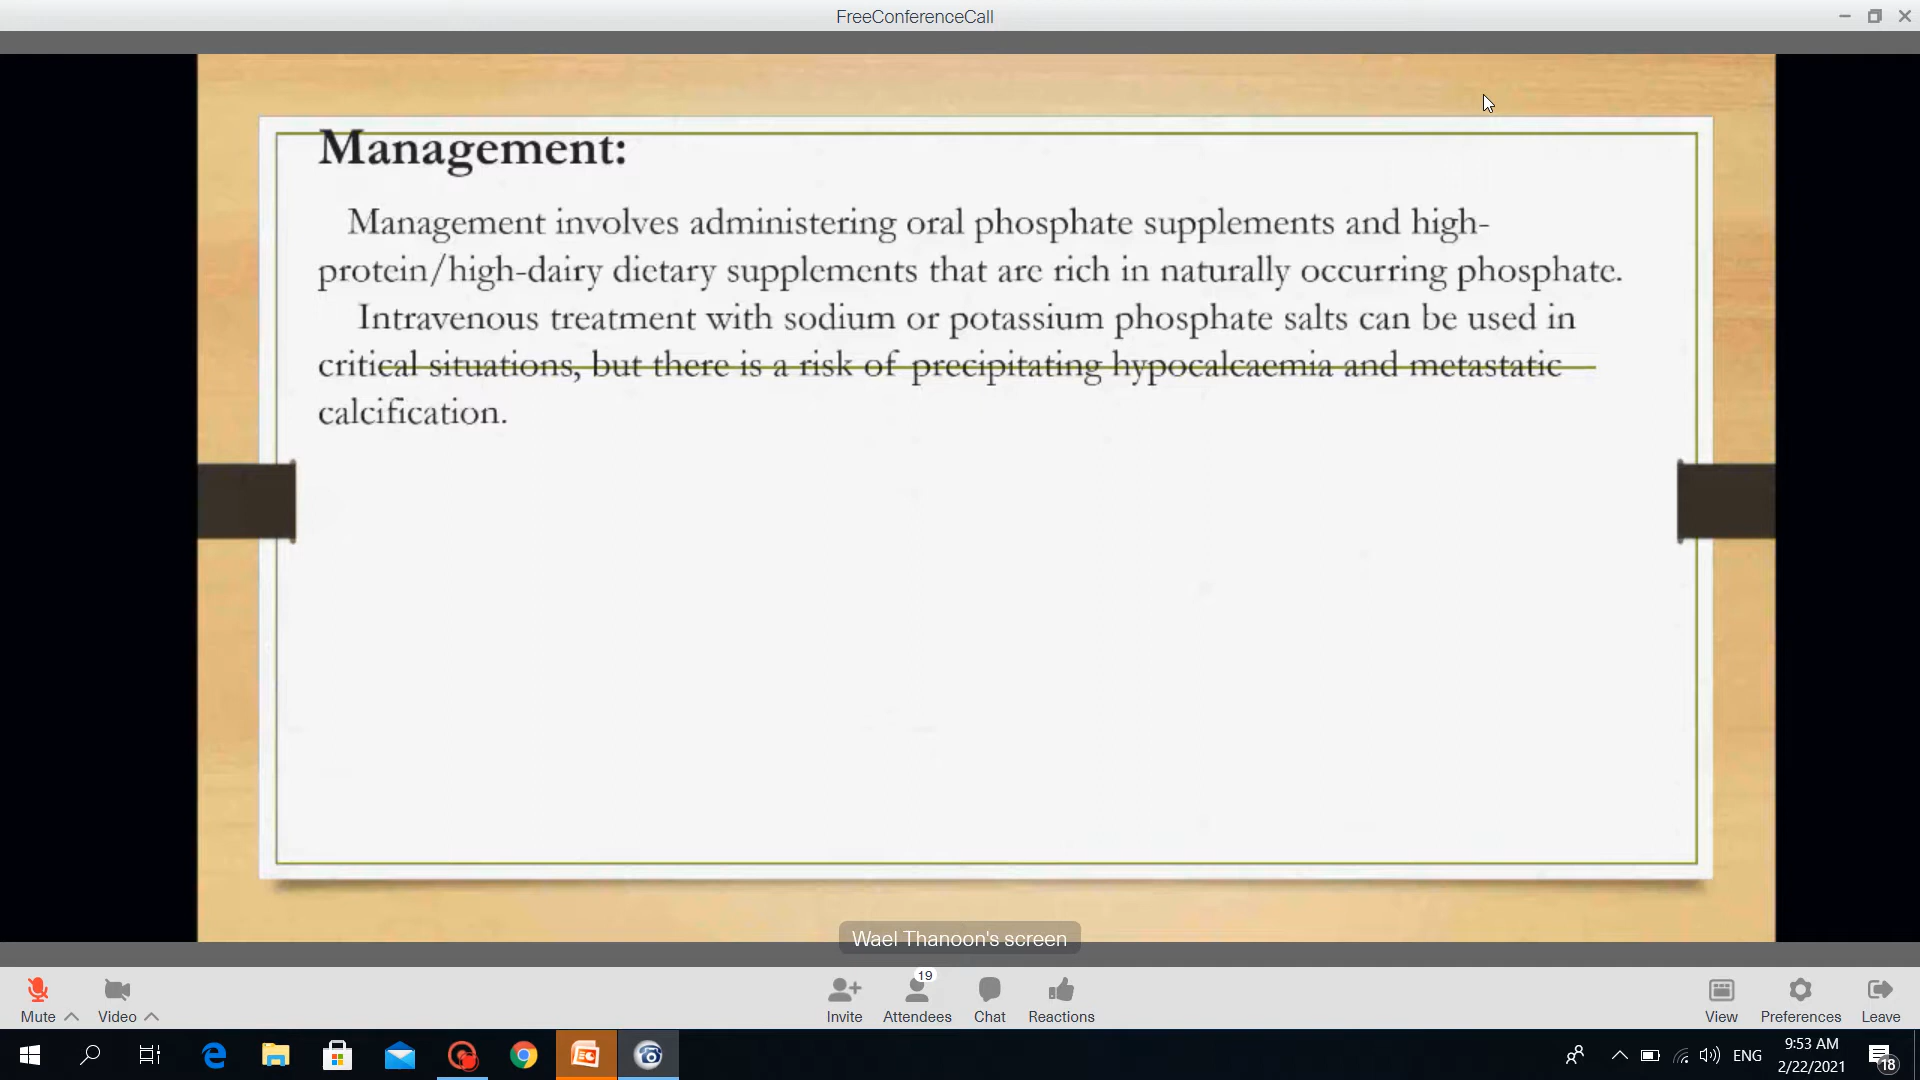 FreeConferenceCall
Management:
Management involves administering oral phosphate supplements and high-
protein/high-dairy dietary supplements that are rich in naturally occurring phosphate.
Intravenous treatment with sodium or potassium phosphate salts can be used in
critical situations, but there is a risk of precipitating hypocalcaemia and metastatic
calcification.
Wael Thanoon's screen
19
Mute Video Invite Attendees Chat Reactions View Preferences Leave
ENG
9:53 AM
2/22/2021
18